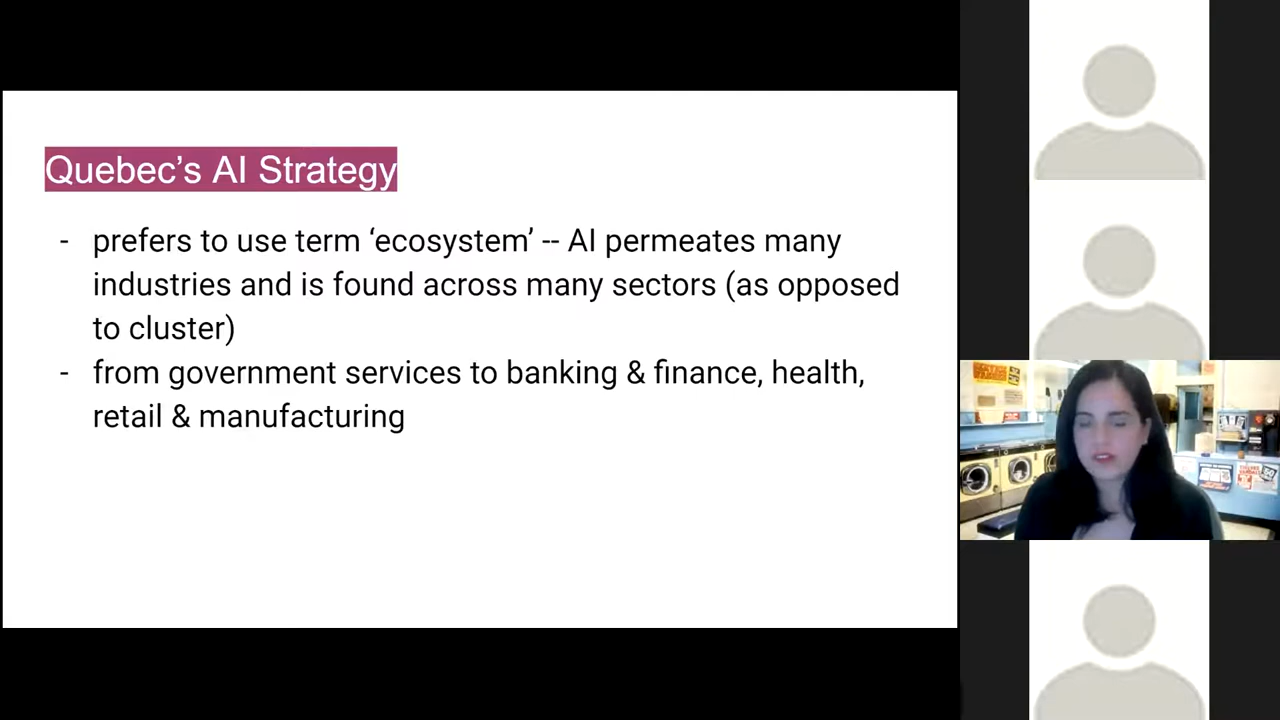 Quebec’s AI Strategy
- prefers to use term ‘ecosystem’ -- AI permeates many
industries and is found across many sectors (as opposed
to cluster)
- from government services to banking & finance, health,
retail & manufacturing